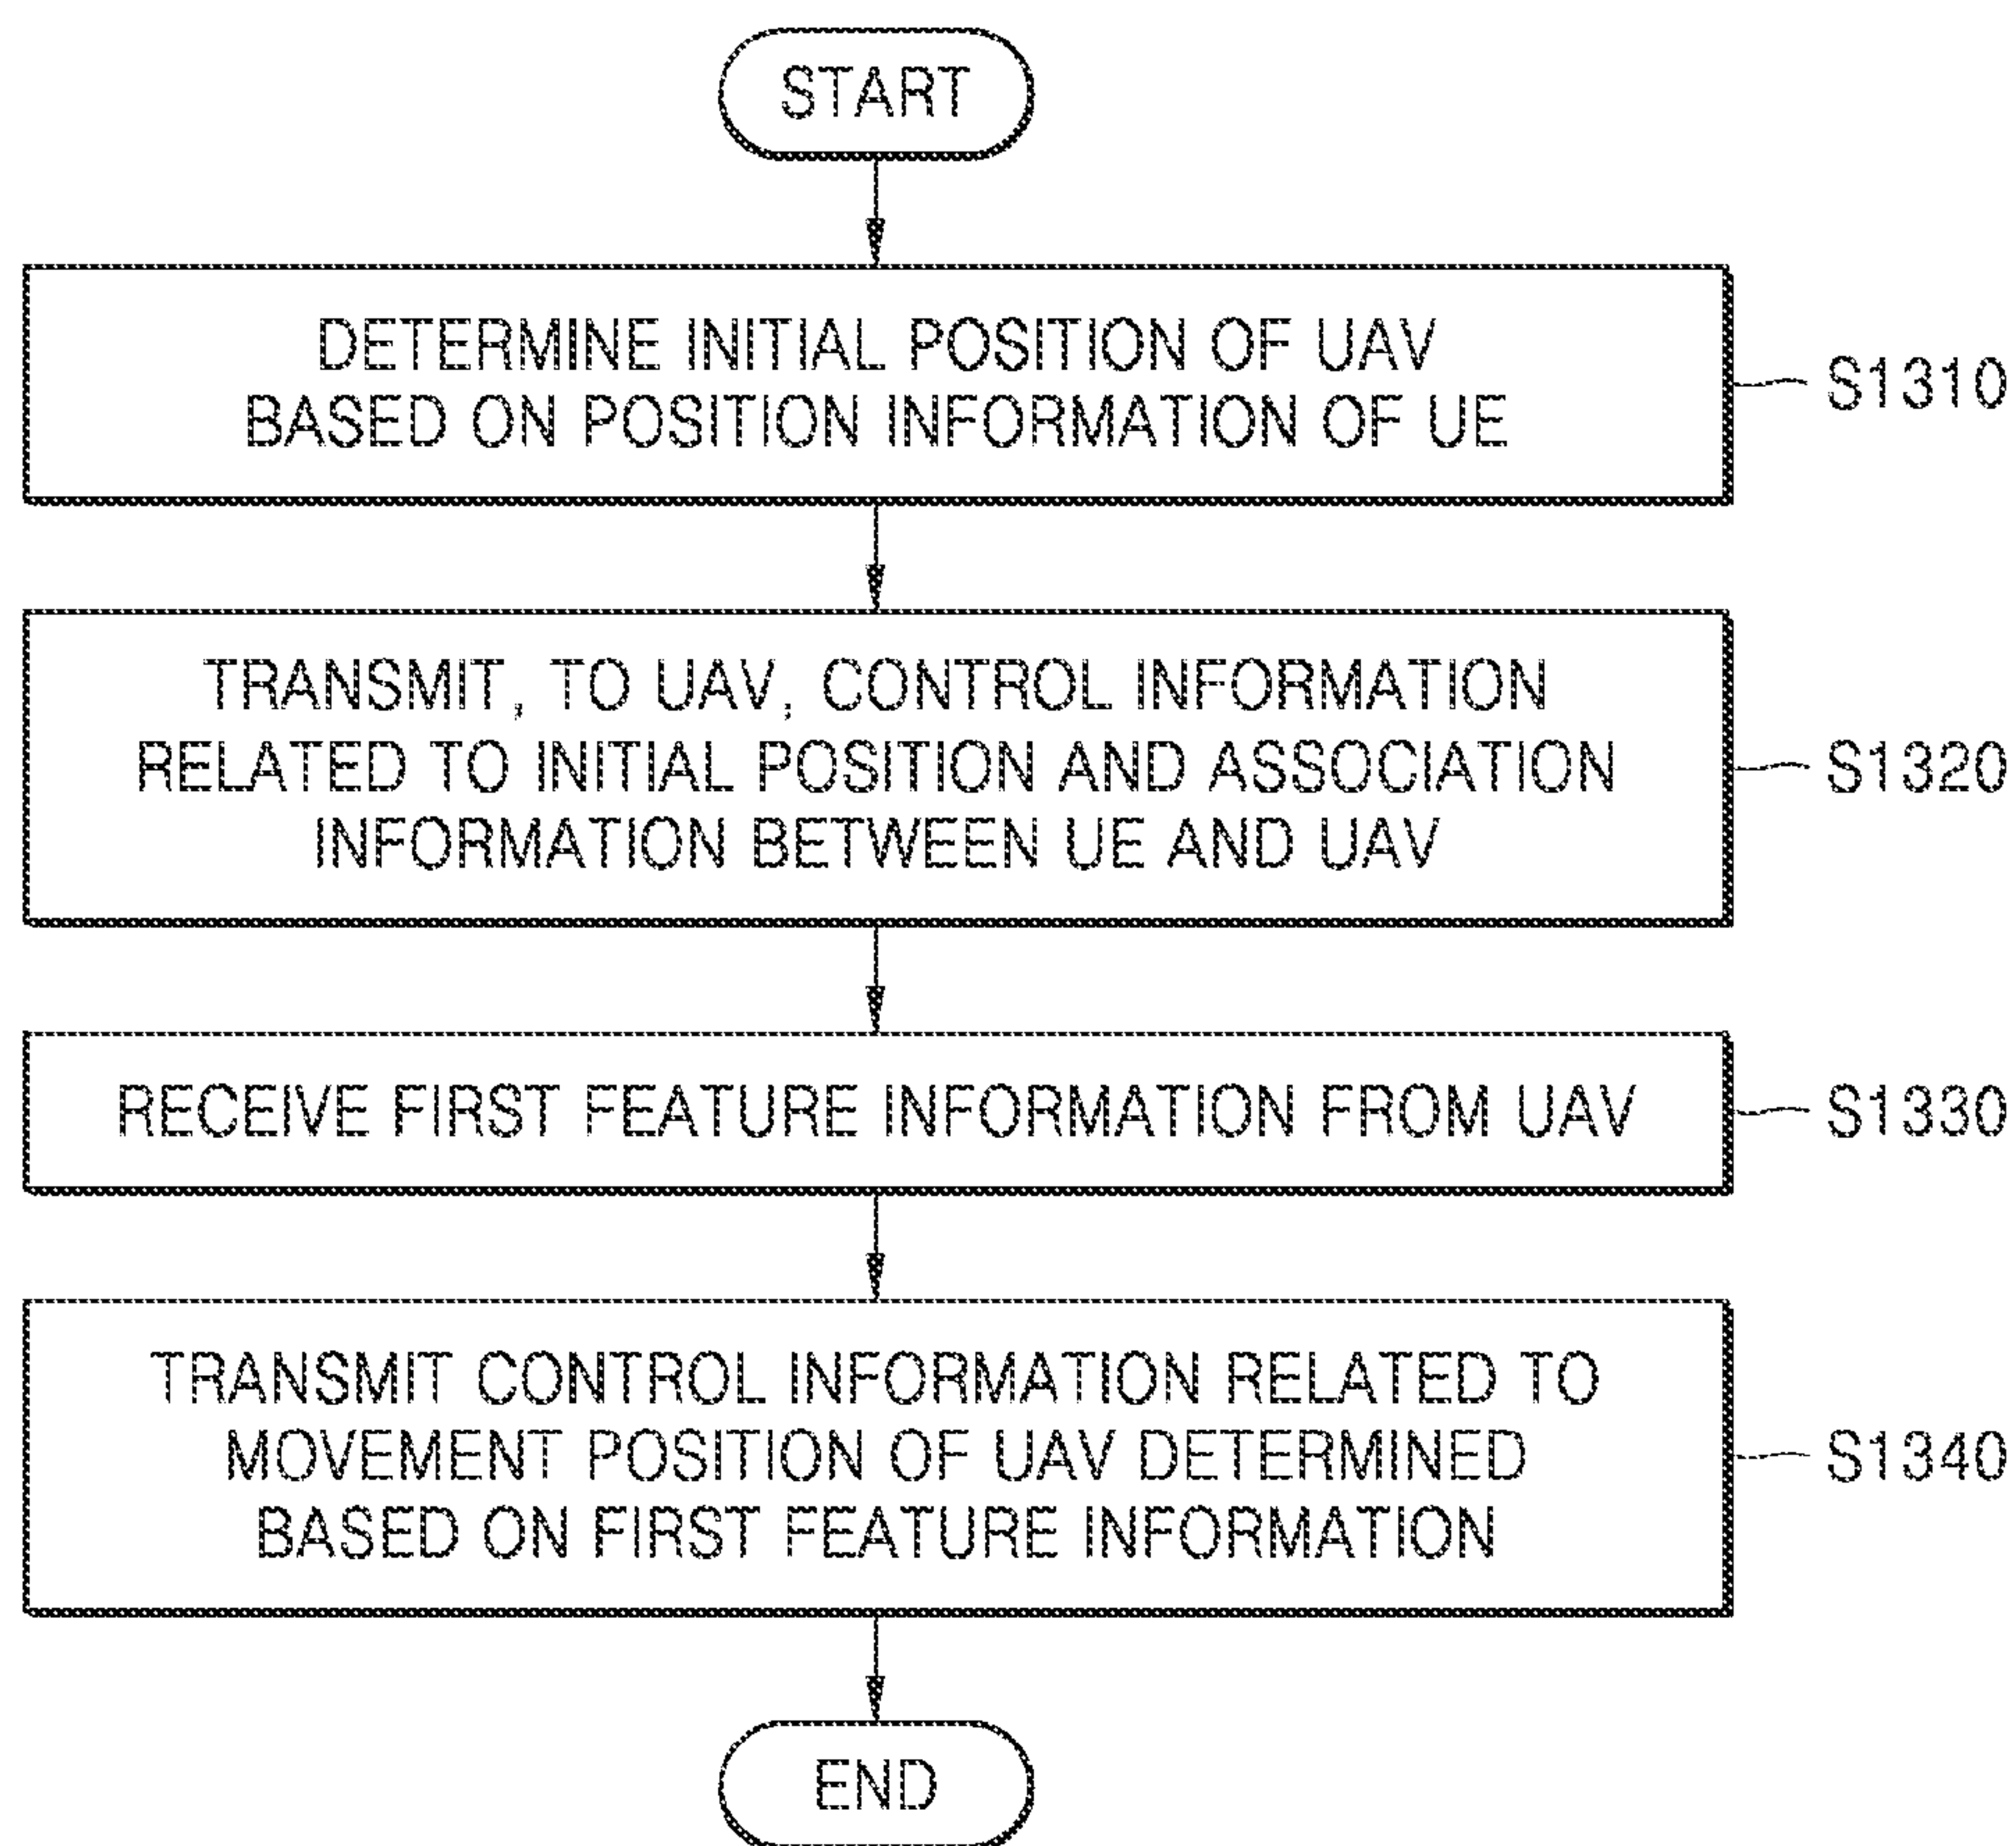 START
DETERMINE INITIAL POSITION OF UAV
BASED ON POSITION INFORMATION OF UE
S1310
TRANSMIT, TO UAV, CONTROL INFORMATION
RELATED TO INITIAL POSITION AND ASSOCIATION
INFORMATION BETWEEN UE AND UAV
S1320
RECEIVE FIRST FEATURE INFORMATION FROM UAV
S1330
TRANSMIT CONTROL INFORMATION RELATED TO
MOVEMENT POSITION OF UAV DETERMINED
BASED ON FIRST FEATURE INFORMATION
S1340
END